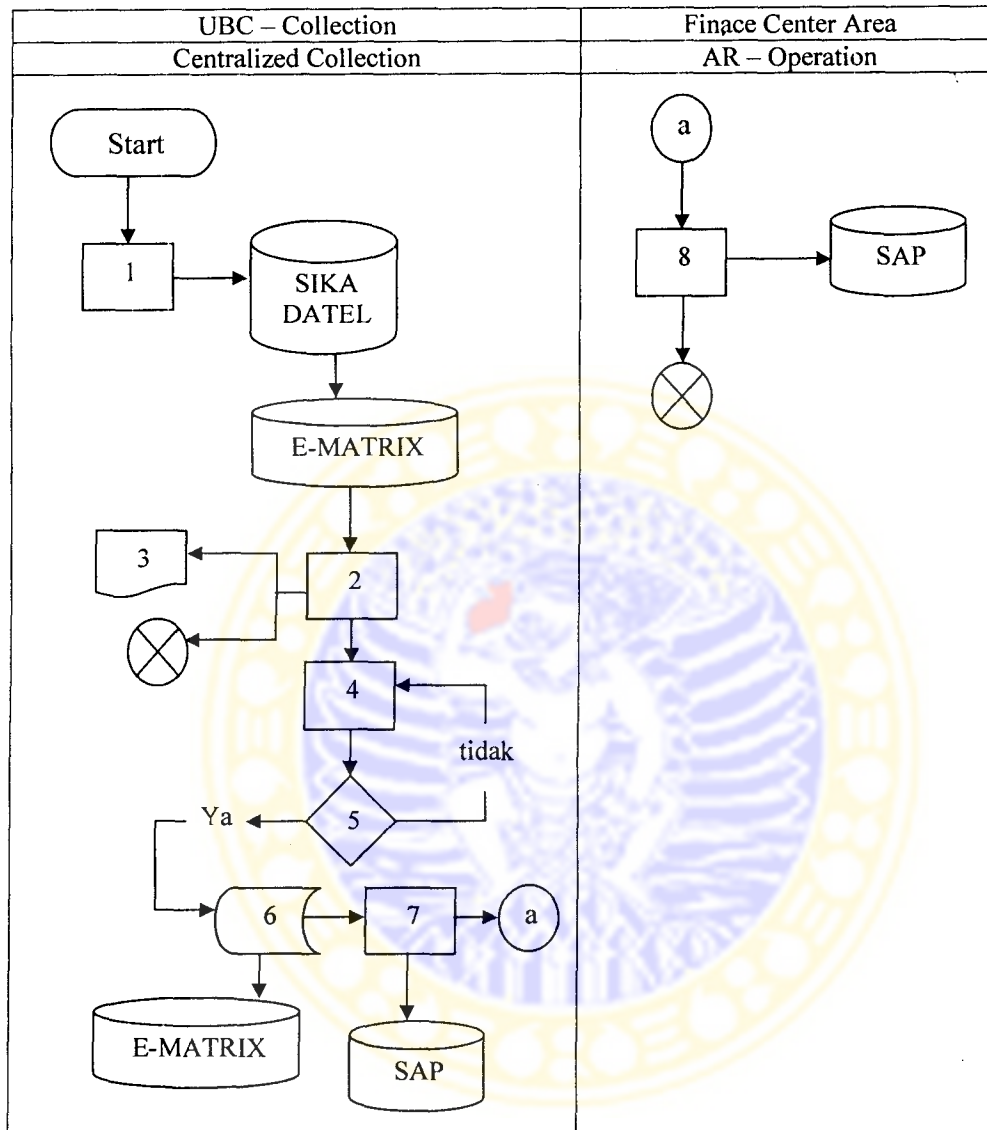 UBC – Collection
Centralized Collection
Start
1
SIKA
DATEL
E-MATRIX
3
2
4
tidak
Ya
5
6
7
a
E-MATRIX
SAP
Finace Center Area
AR – Operation
a
8
SAP